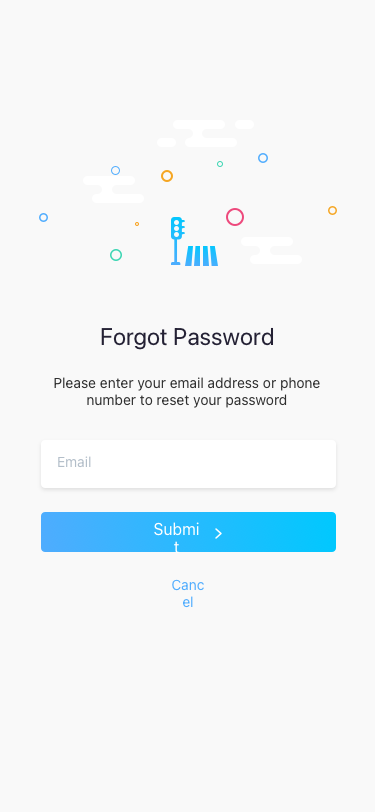 Forgot Password
Please enter your email address or phone
number to reset your password
Email
Submi
t
Canc
el